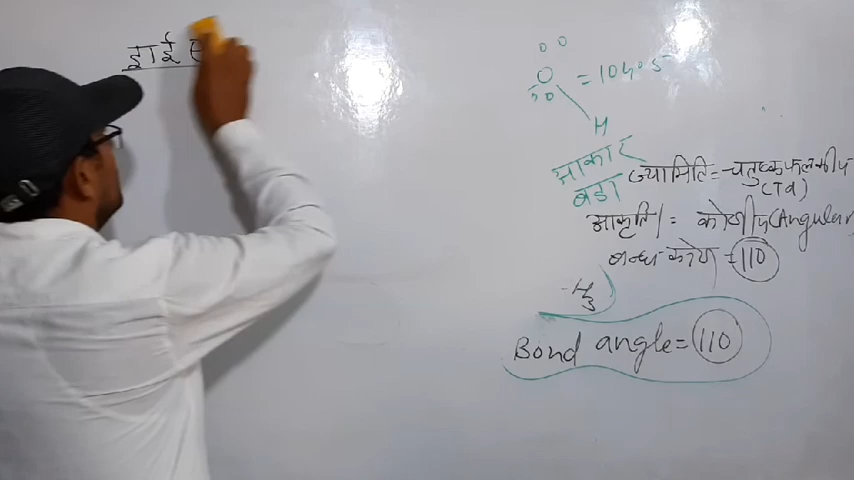 डाई ए
= 104.5
H
आकार
बडा
ज्यामिति = चतुष्कफलकीय
(Td)
आकृति = कोणीय (Angular
बन्ध-कोण = 110
Bond angle = 110